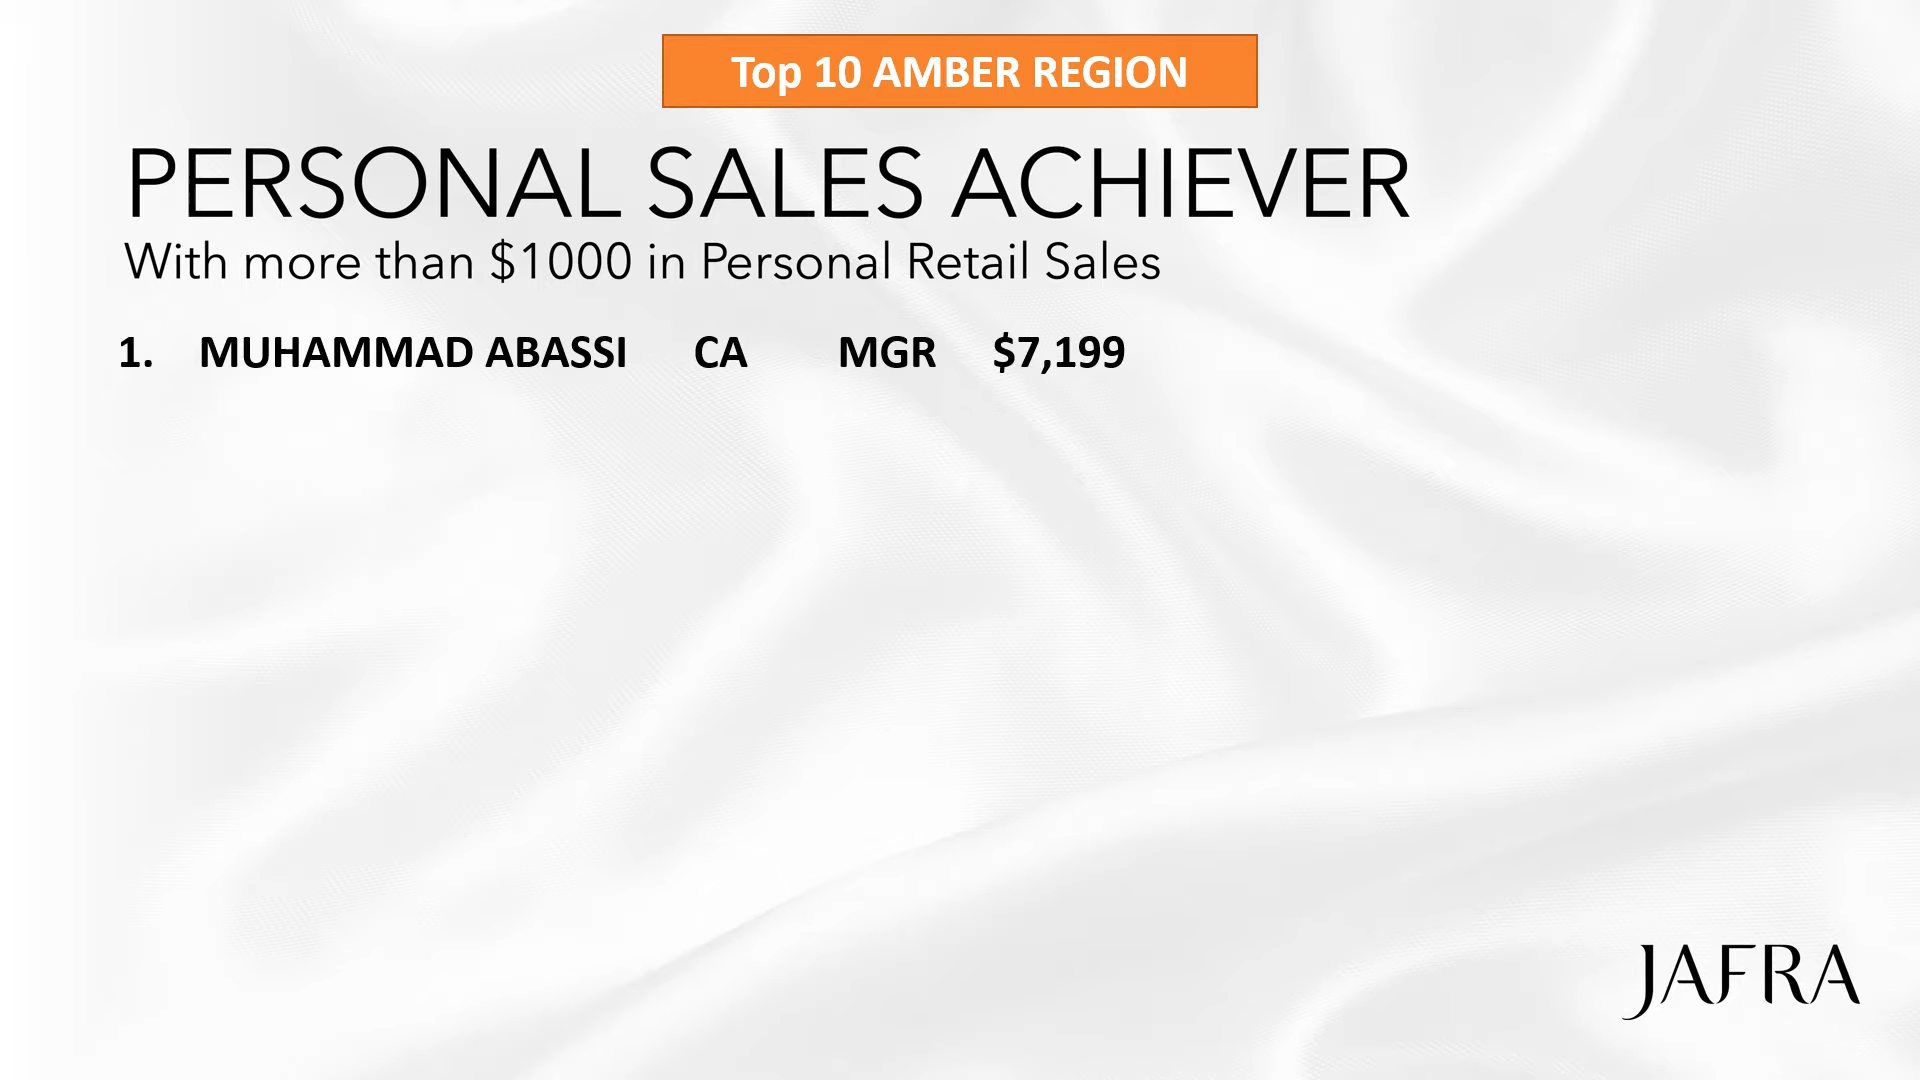 Top 10 AMBER REGION
PERSONAL SALES ACHIEVER
With more than $1000 in Personal Retail Sales
1. MUHAMMAD ABASSI CA MGR $7,199
JAFRA